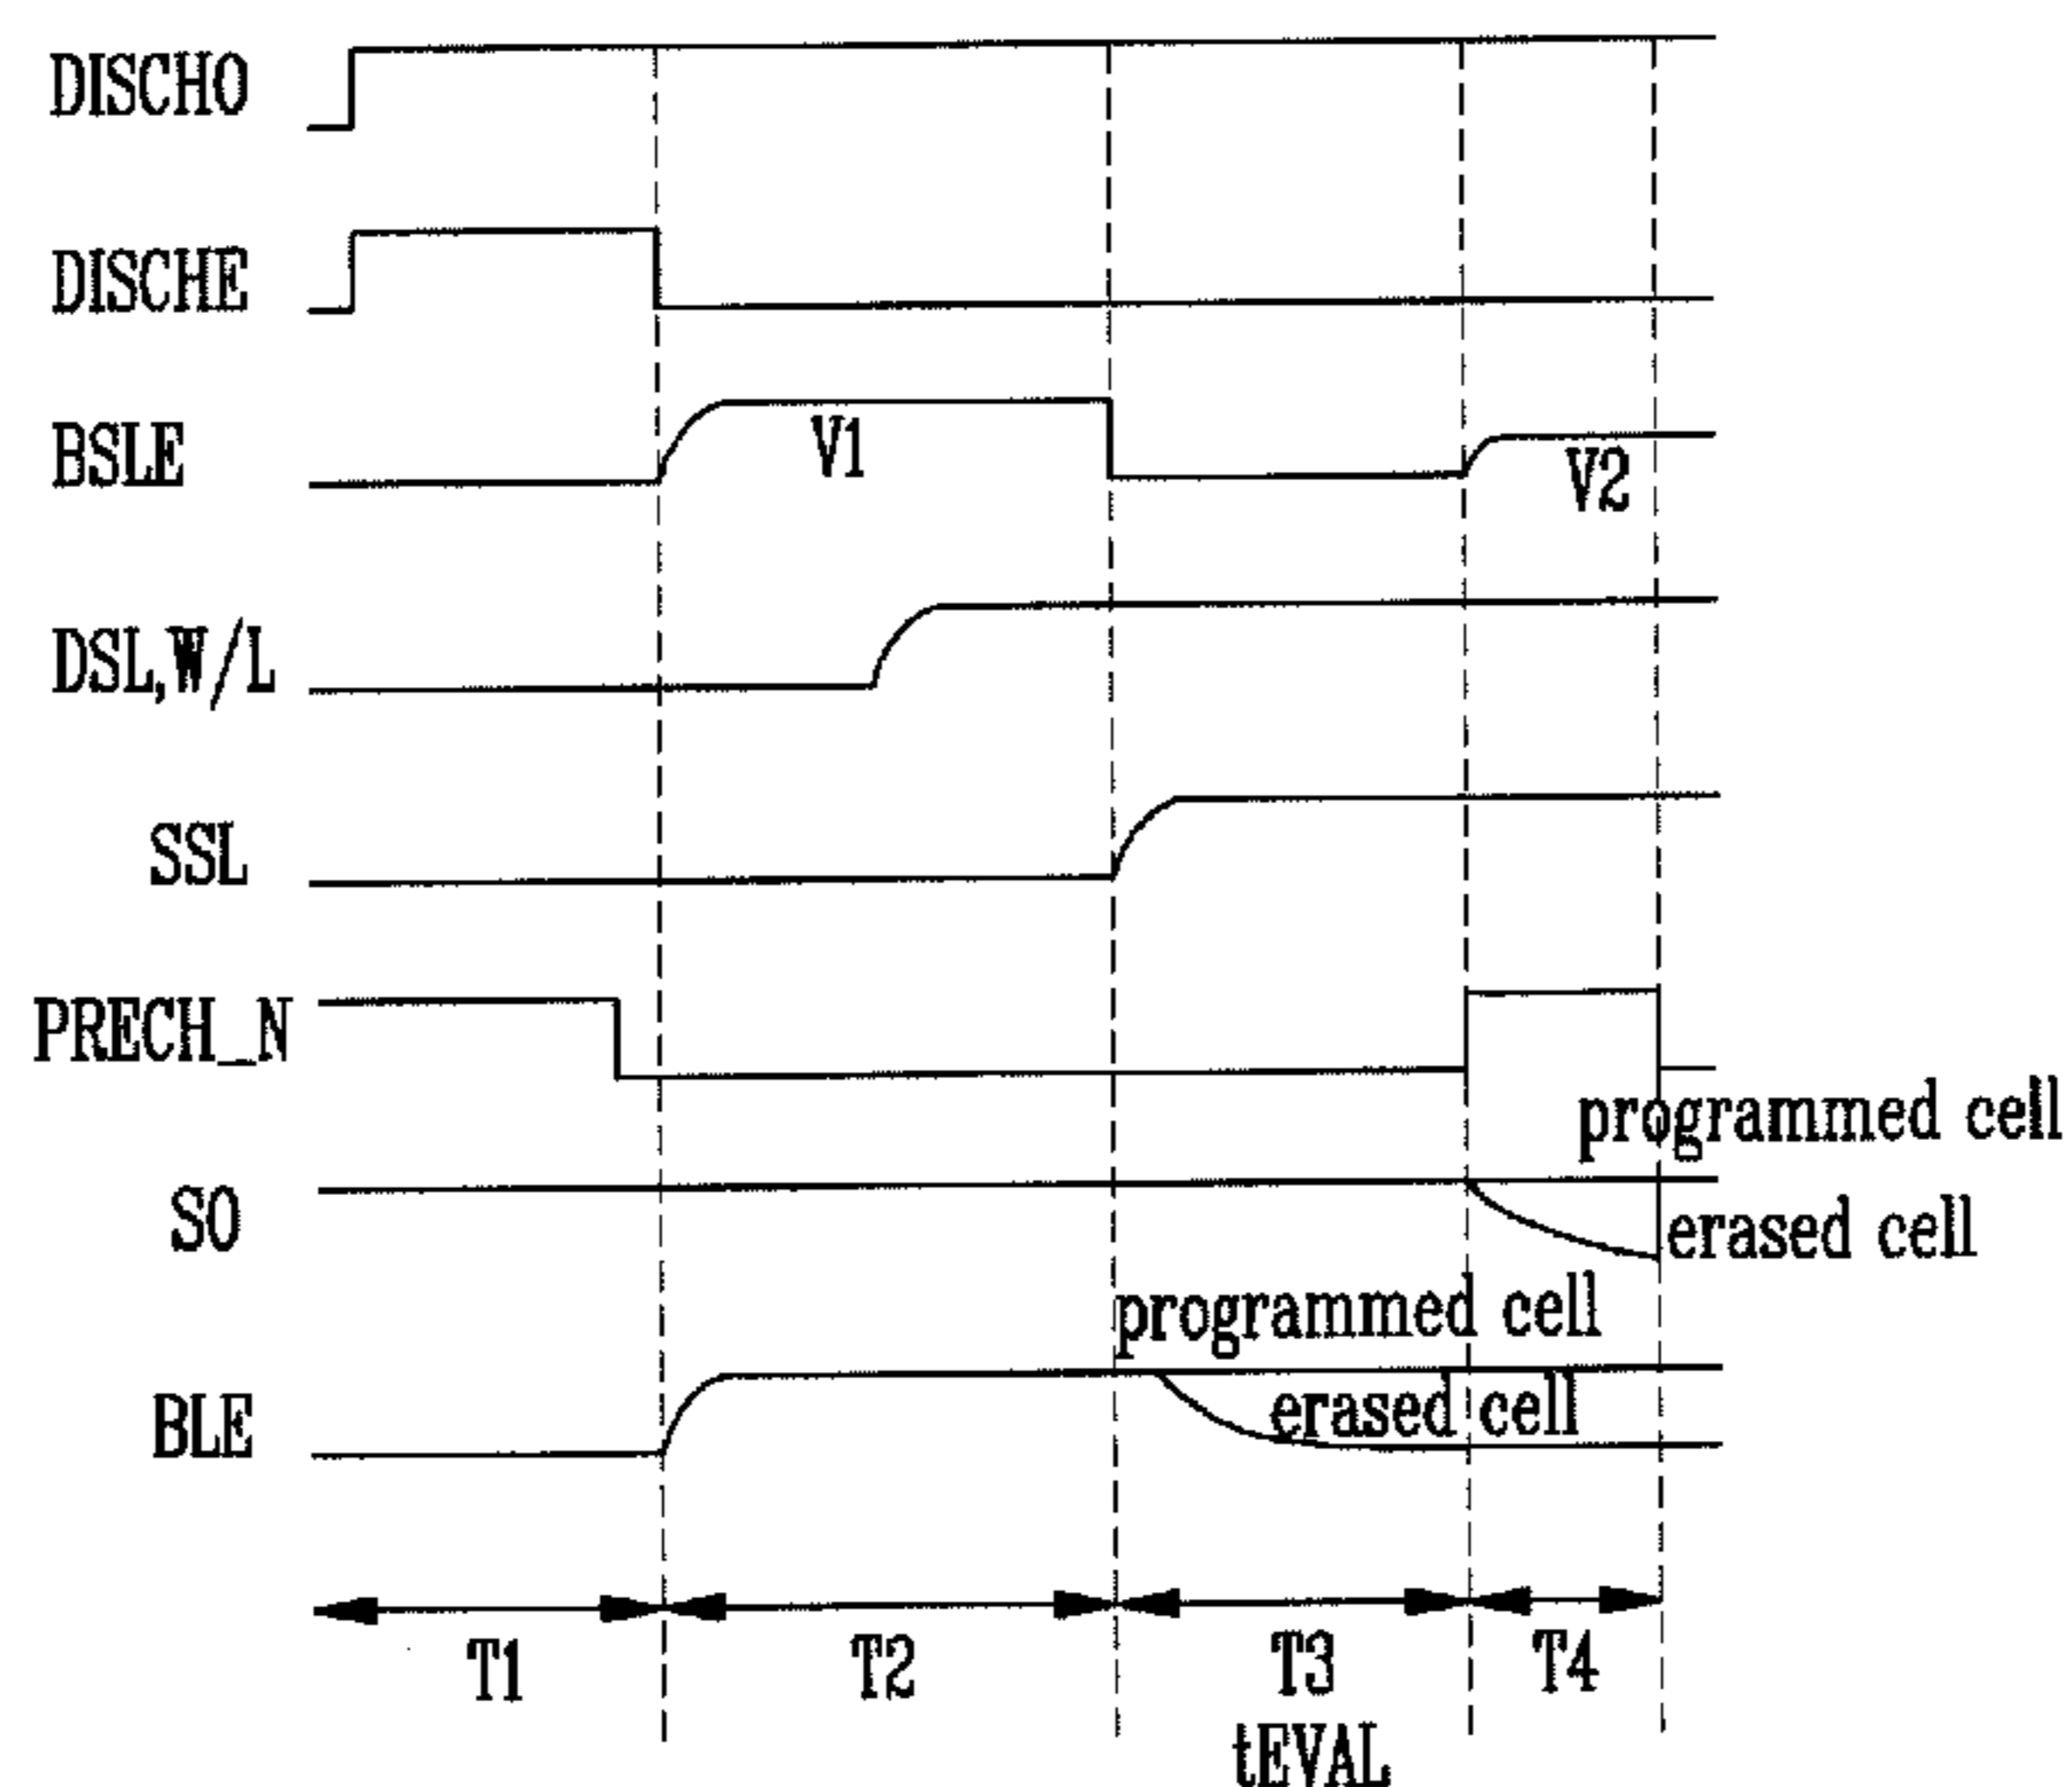 DISCHO
DISCHE
BSLE
V1
V2
DSL,W/L
SSL
PRECH_N
programmed cell
SO
erased cell
programmed cell
BLE
erased cell
T1
T2
T3
T4
tEVAL